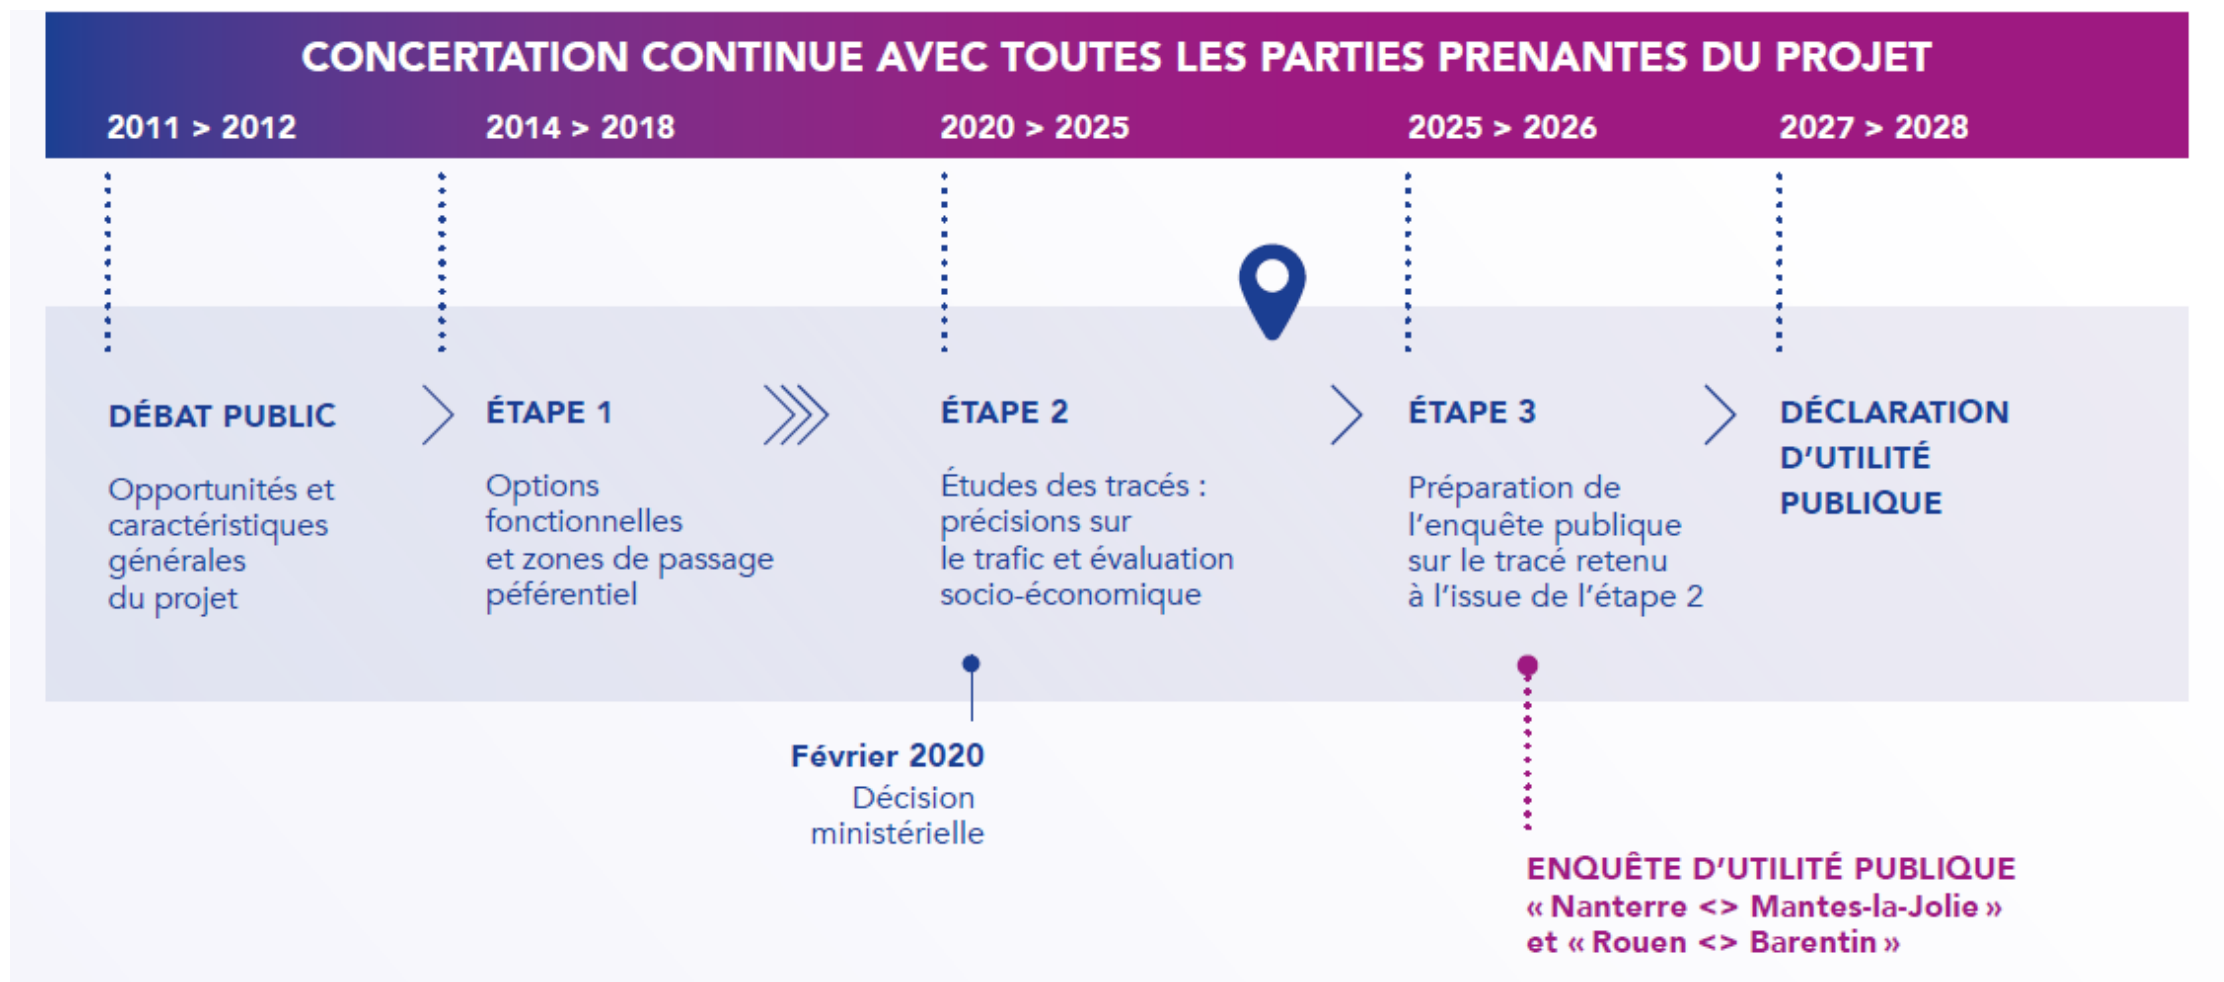 CONCERTATION CONTINUE AVEC TOUTES LES PARTIES PRENANTES DU PROJET
2011 > 2012
2014 > 2018
2020 > 2025
2025 > 2026
2027 > 2028
DÉBAT PUBLIC
Opportunités et
caractéristiques
générales
du projet
ÉTAPE 1
Options
fonctionnelles
et zones de passage
péférentiel
ÉTAPE 2
Études des tracés :
précisions sur
le trafic et évaluation
socio-économique
ÉTAPE 3
Préparation de
l'enquête publique
sur le tracé retenu
à l'issue de l'étape 2
DÉCLARATION
D'UTILITÉ
PUBLIQUE
Février 2020
Décision
ministérielle
ENQUÊTE D'UTILITÉ PUBLIQUE
« Nanterre <> Mantes-la-Jolie »
et « Rouen <> Barentin »